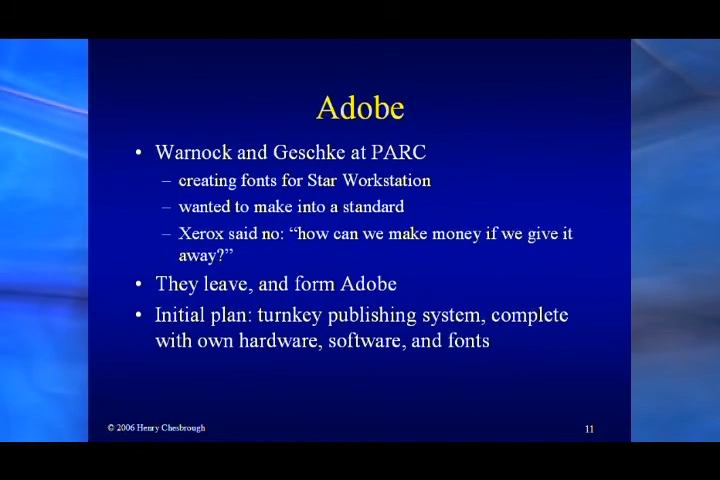 Adobe
• Warnock and Geschke at PARC
– creating fonts for Star Workstation
– wanted to make into a standard
– Xerox said no: “how can we make money if we give it
away?”
• They leave, and form Adobe
• Initial plan: turnkey publishing system, complete
with own hardware, software, and fonts
© 2006 Henry Chesbrough
11